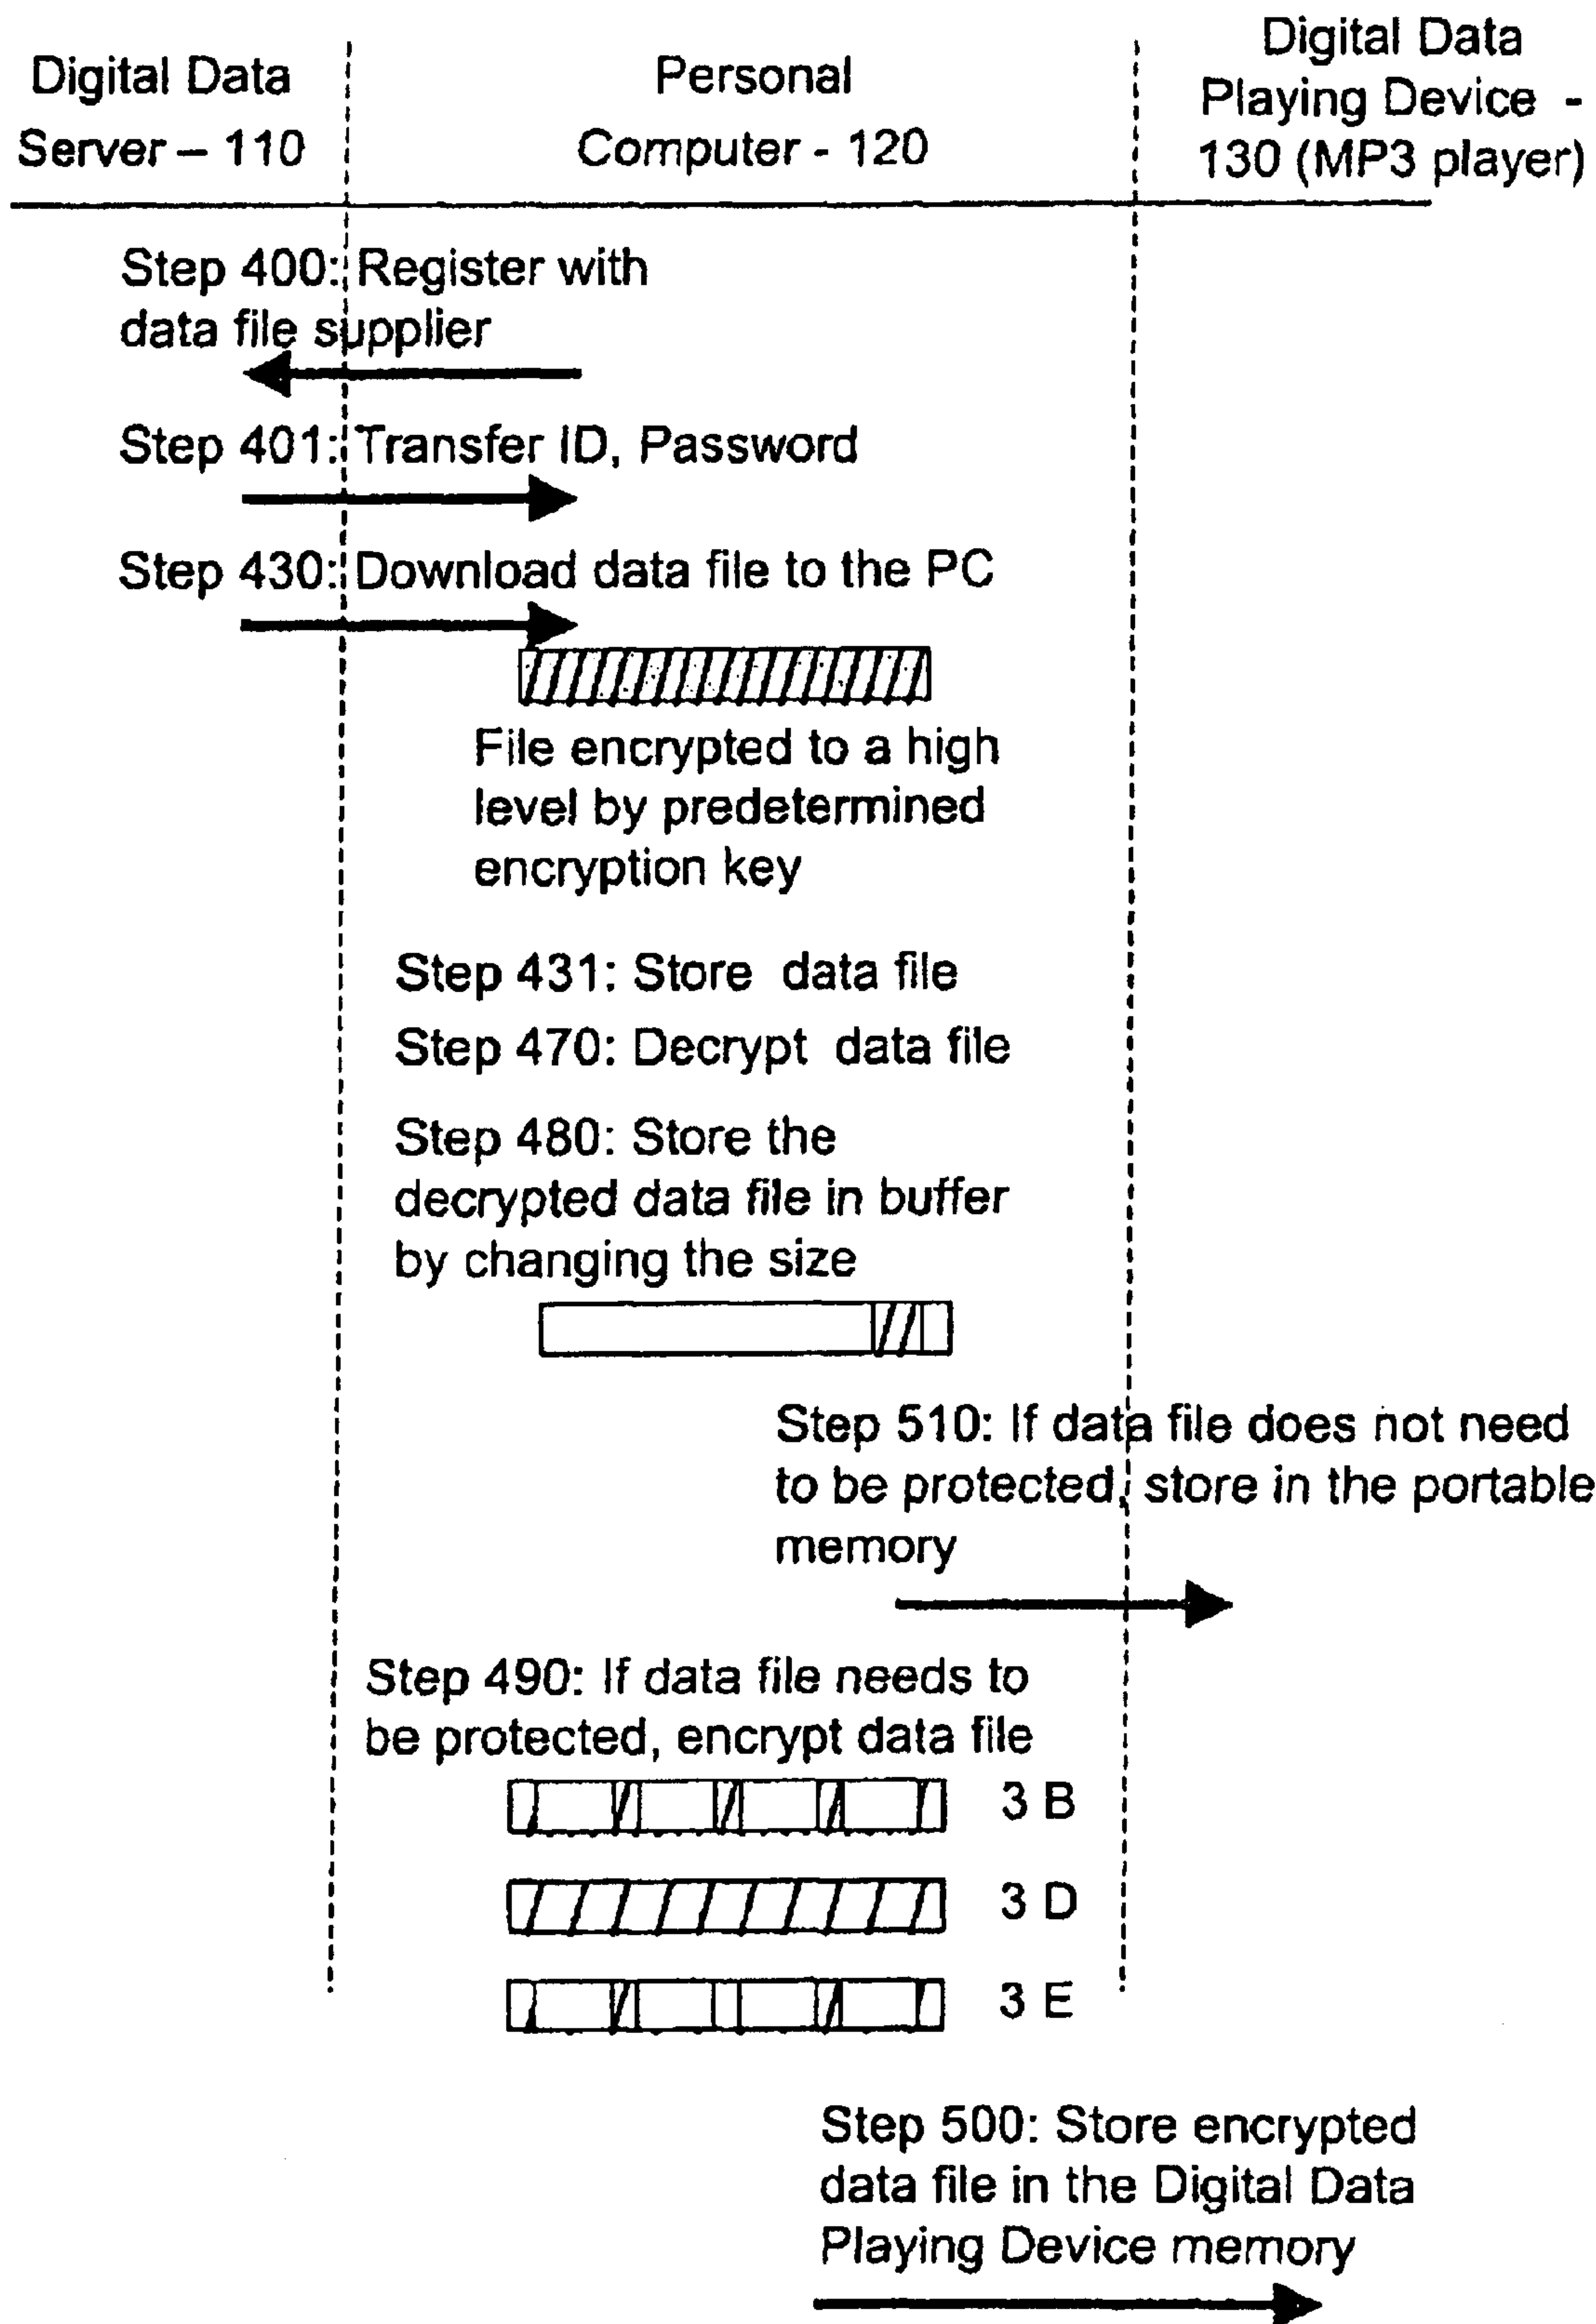 Digital Data
Server – 110
Personal
Computer - 120
Digital Data
Playing Device -
130 (MP3 player)
Step 400: Register with
data file supplier
Step 401: Transfer ID, Password
Step 430: Download data file to the PC
File encrypted to a high
level by predetermined
encryption key
Step 431: Store data file
Step 470: Decrypt data file
Step 480: Store the
decrypted data file in buffer
by changing the size
Step 510: If data file does not need
to be protected, store in the portable
memory
Step 490: If data file needs to
be protected, encrypt data file
3 B
3 D
3 E
Step 500: Store encrypted
data file in the Digital Data
Playing Device memory